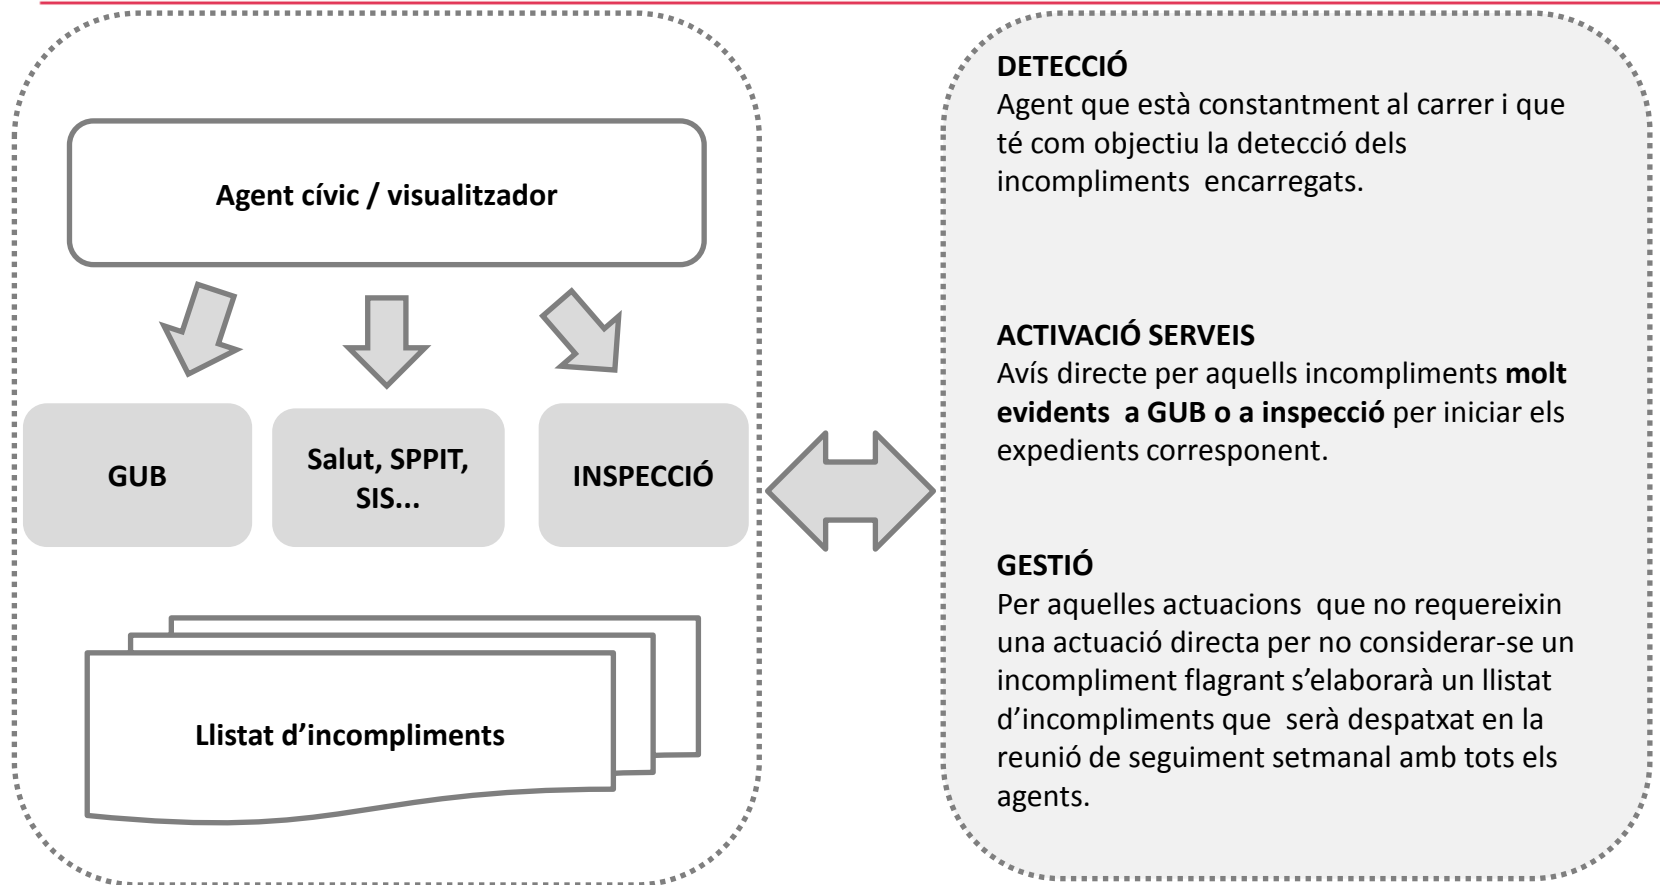 Agent cívic / visualitzador
GUB
Salut, SPPIT,
SIS...
INSPECCIÓ
Llistat d’incompliments
DETECCIÓ
Agent que està constantment al carrer i que
té com objectiu la detecció dels
incompliments encarregats.
ACTIVACIÓ SERVEIS
Avís directe per aquells incompliments molt
evidents a GUB o a inspecció per iniciar els
expedients corresponent.
GESTIÓ
Per aquelles actuacions que no requereixin
una actuació directa per no considerar-se un
incompliment flagrant s’elaborarà un llistat
d’incompliments que serà despatxat en la
reunió de seguiment setmanal amb tots els
agents.